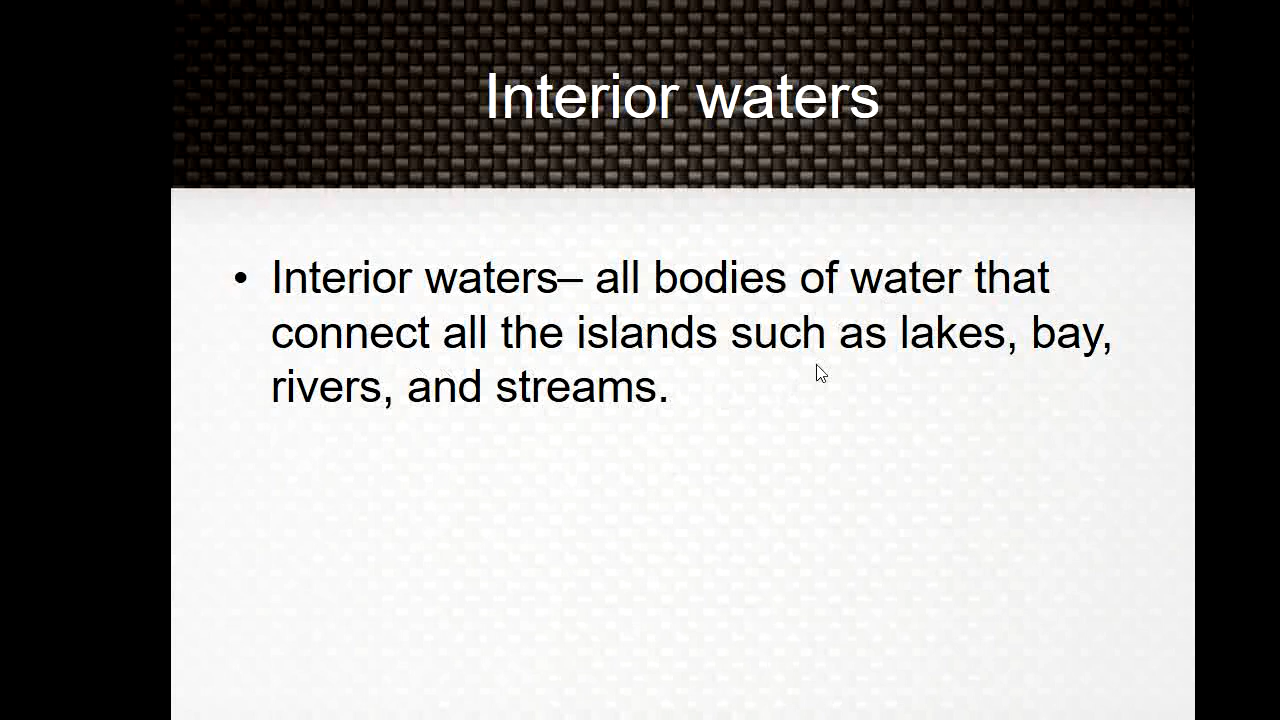 Interior waters
• Interior waters– all bodies of water that
connect all the islands such as lakes, bay,
rivers, and streams.